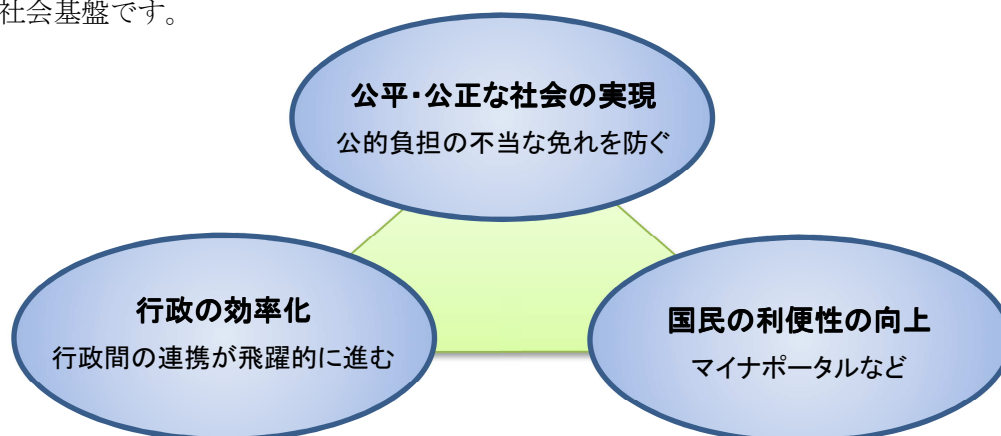 社会基盤です。
公平・公正な社会の実現
公的負担の不当な免れを防ぐ
行政の効率化
行政間の連携が飛躍的に進む
国民の利便性の向上
マイナポータルなど